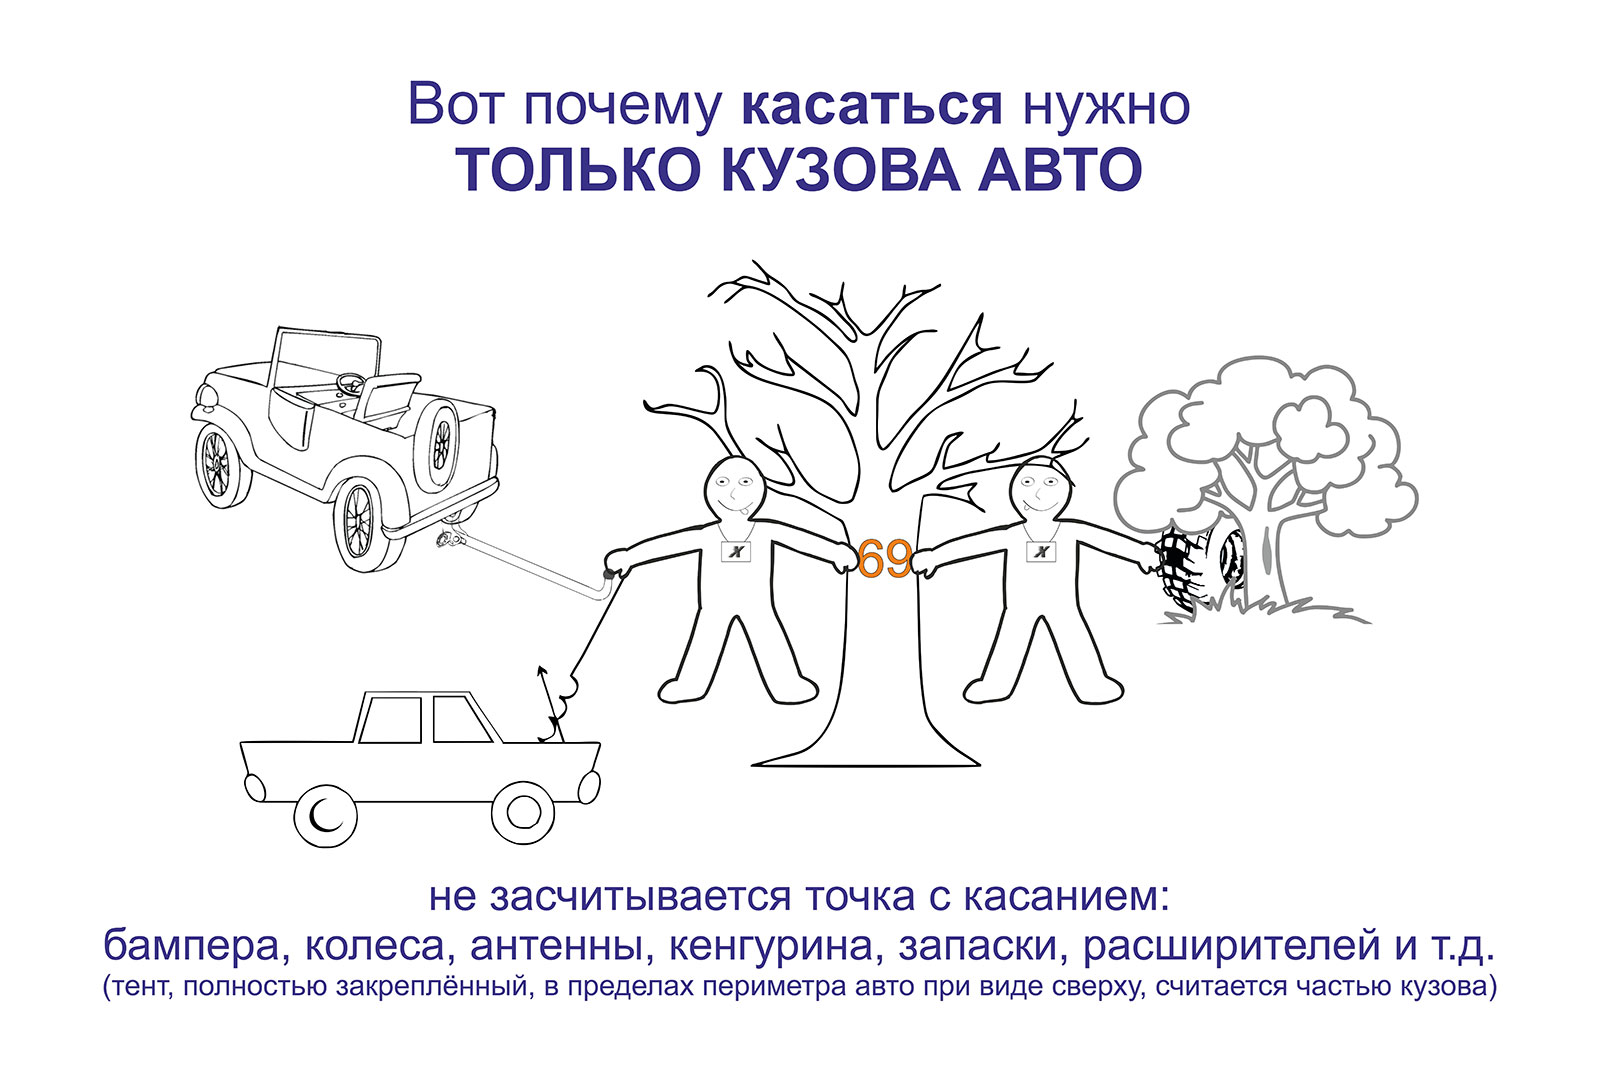 Вот почему касаться нужно
ТОЛЬКО КУЗОВА АВТО
69
X X
не засчитывается точка с касанием:
бампера, колеса, антенны, кенгурина, запаски, расширителей и т.д.
(тент, полностью закреплённый, в пределах периметра авто при виде сверху, считается частью кузова)